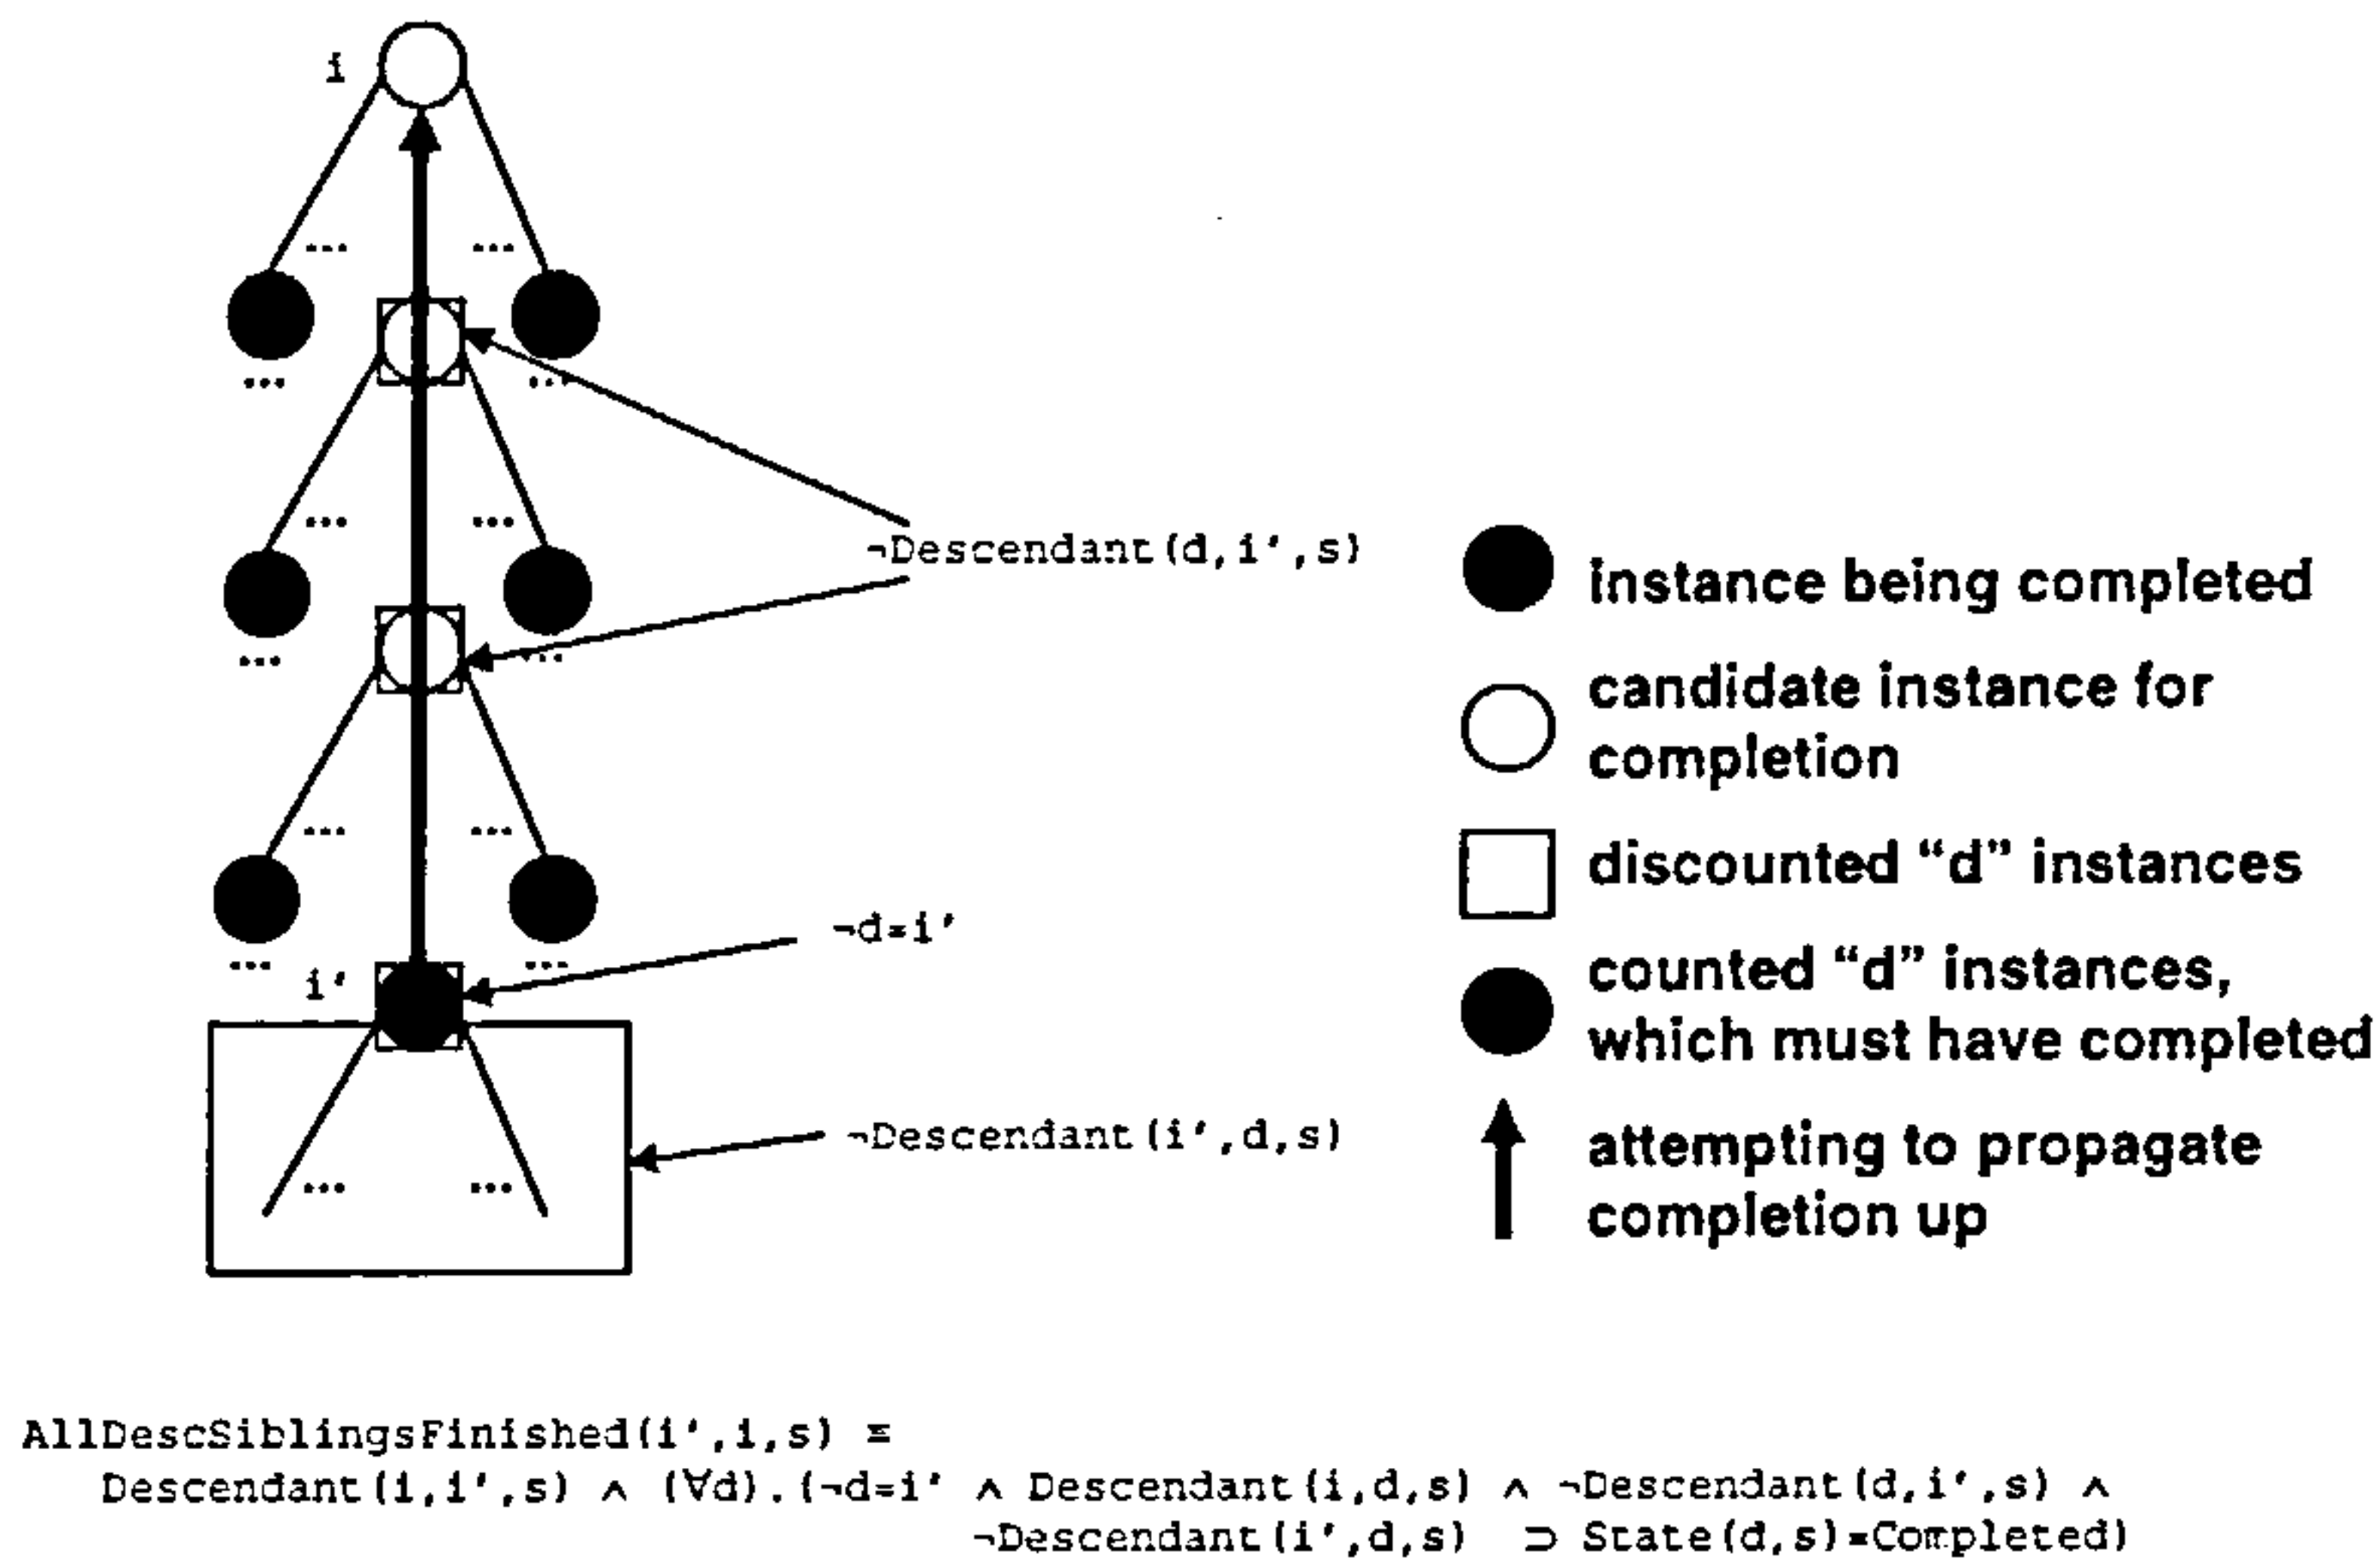 i
... ...
... ...
... ...
¬Descendant(d,i',s)
... ...
... ...
¬d=i'
... ...
i'
¬Descendant(i',d,s)
... ...
instance being completed
candidate instance for
completion
discounted “d” instances
counted “d” instances,
which must have completed
attempting to propagate
completion up
AllDescSiblingsFinished(i',i,s) ≡
Descendant(i,i',s) ∧ (∀d).(¬d=i' ∧ Descendant(i,d,s) ∧ ¬Descendant(d,i',s) ∧
¬Descendant(i',d,s) ⊃ State(d,s)=Completed)